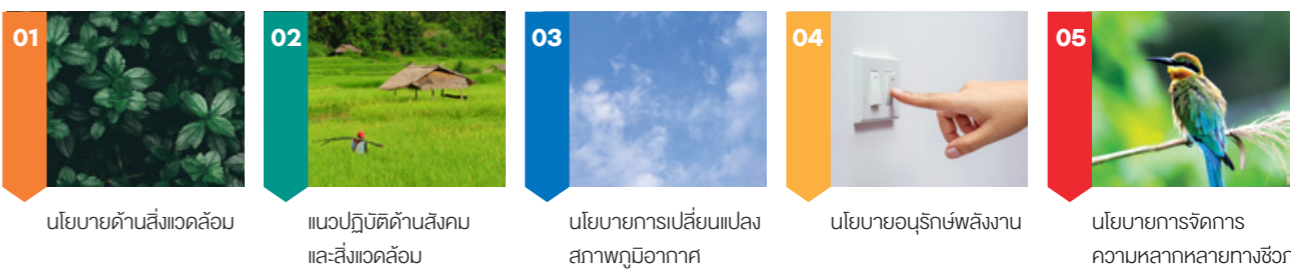 01
นโยบายด้านสิ่งแวดล้อม
02
แนวปฏิบัติด้านสังคม
และสิ่งแวดล้อม
03
นโยบายการเปลี่ยนแปลง
สภาพภูมิอากาศ
04
นโยบายอนุรักษ์พลังงาน
05
นโยบายการจัดการ